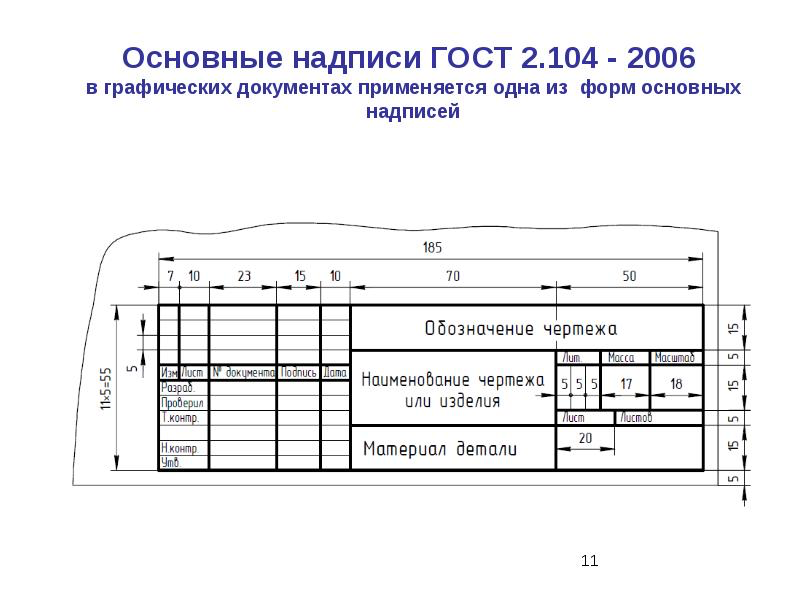 Основные надписи ГОСТ 2.104 - 2006
в графических документах применяется одна из форм основных
надписей
185
7 10 23 15 10 70 50
Обозначение чертежа
15
5
Лит. Масса Масштаб
5
Изм Лист № документа Подпись Дата
Разраб.
Проверил
Т.контр.
Н.контр.
Утв.
11×5=55
Наименование чертежа
или изделия
5 5 5 17 18
15
Лист Листов
5
20
Материал детали
15
5
11